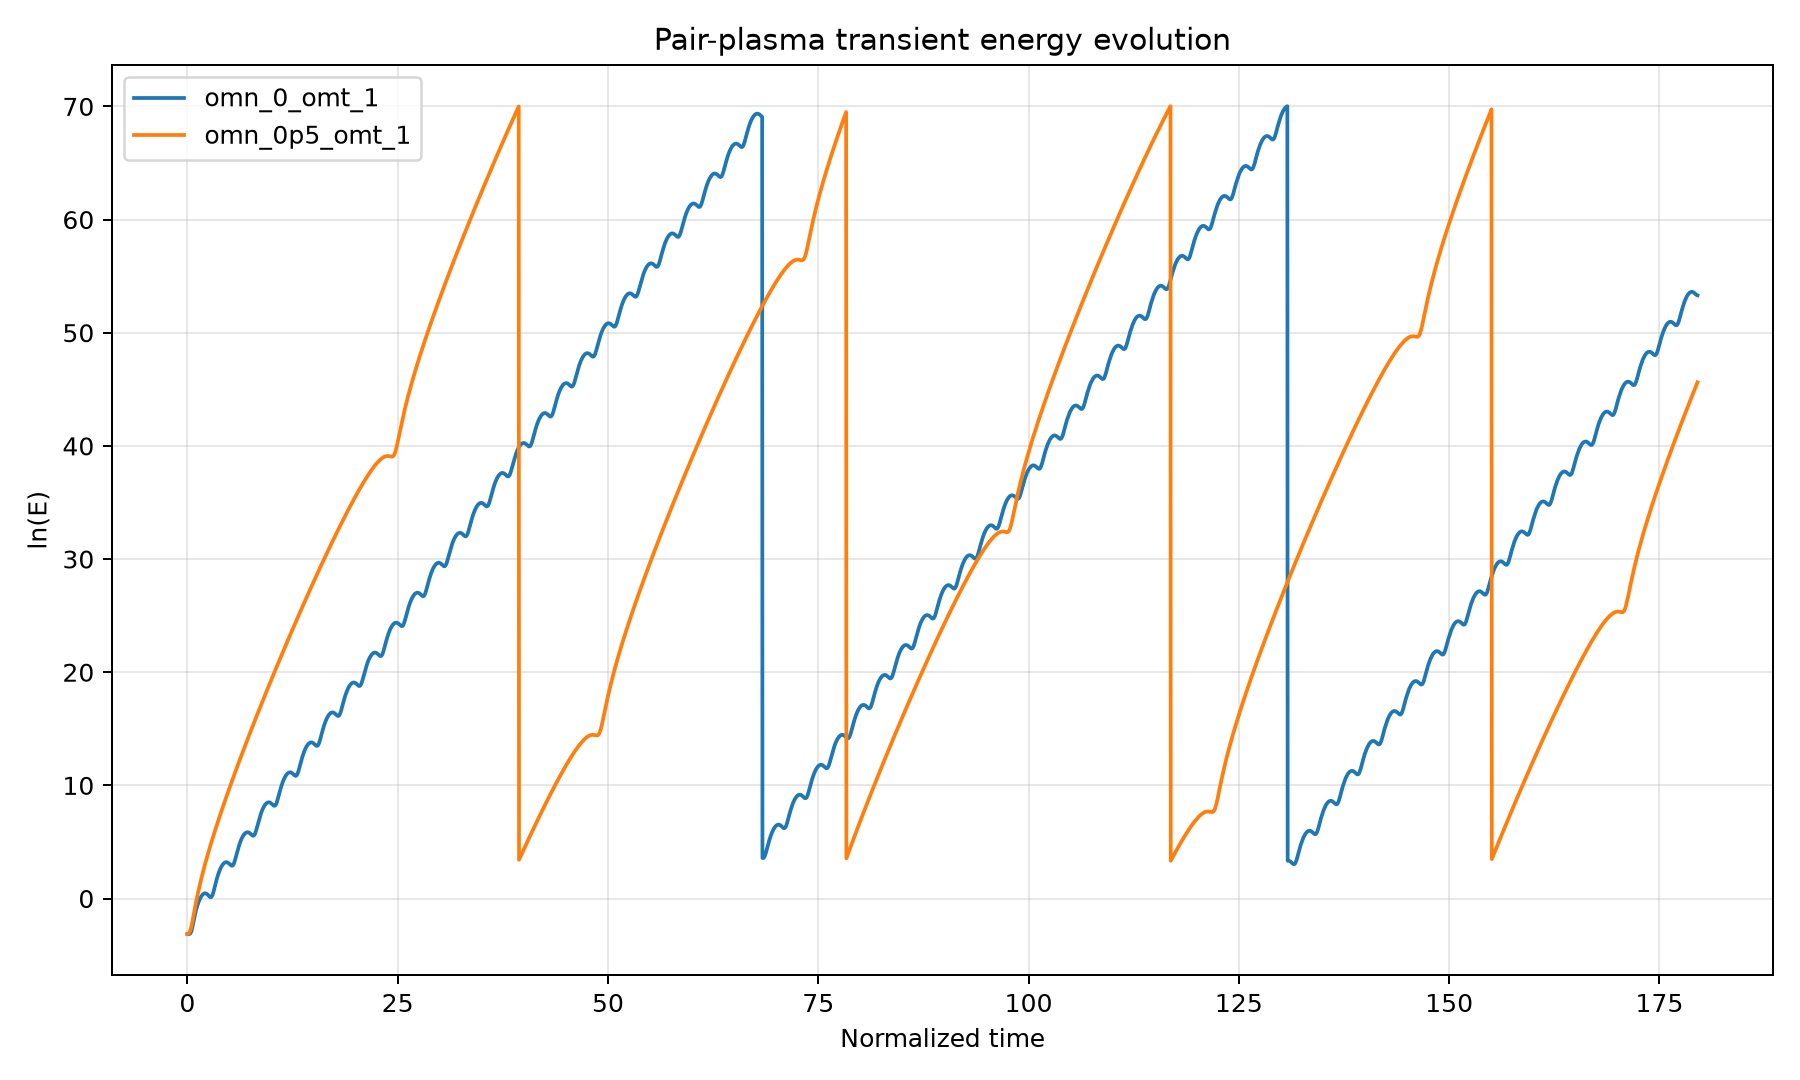 Pair-plasma transient energy evolution
omn_0_omt_1
omn_0p5_omt_1
70
60
50
40
30
20
10
0
ln(E)
0 25 50 75 100 125 150 175
Normalized time